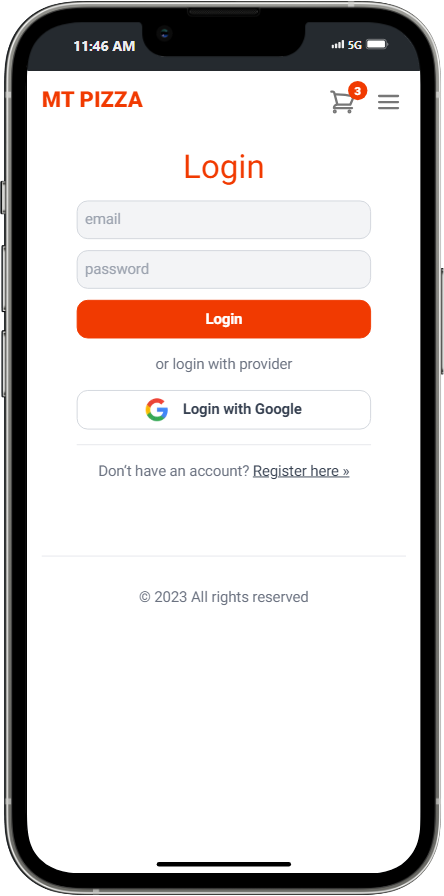 11:46 AM 5G
MT PIZZA 3
Login
email
password
Login
or login with provider
Login with Google
Don't have an account? Register here »
© 2023 All rights reserved